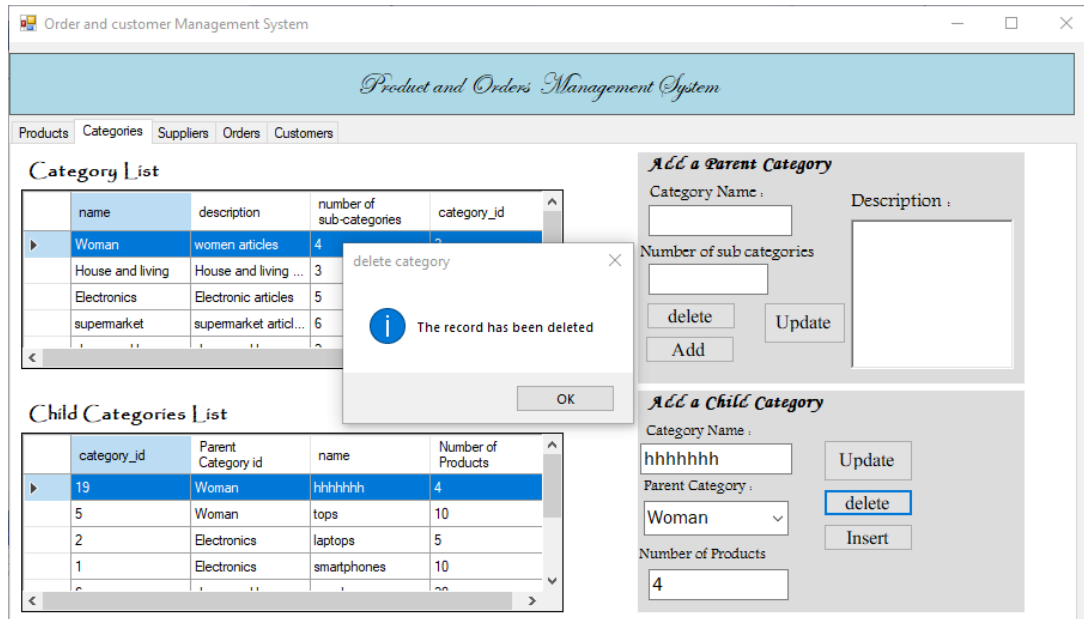 Order and customer Management System
Product and Orders Management System
Products Categories Suppliers Orders Customers
Category List
name description number of sub-categories category_id
Woman women articles 4
House and living House and living ... 3
Electronics Electronic articles 5
supermarket supermarket articl... 6
delete category
The record has been deleted
OK
Child Categories List
category_id Parent Category id name Number of Products
19 Woman hhhhhhh 4
5 Woman tops 10
2 Electronics laptops 5
1 Electronics smartphones 10
Add a Parent Category
Category Name :
Description :
Number of sub categories
delete
Update
Add
Add a Child Category
Category Name :
hhhhhhh
Update
Parent Category :
delete
Woman
Insert
Number of Products
4